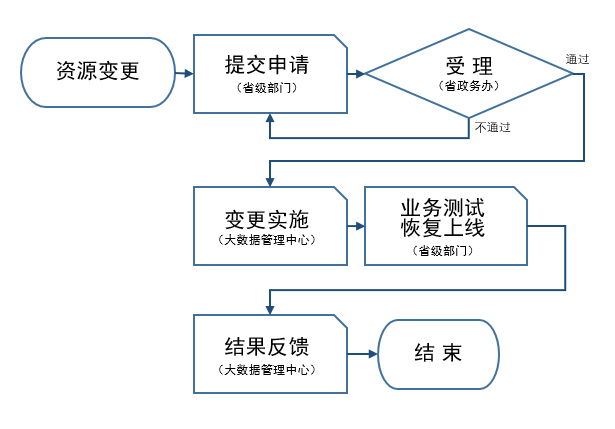 资源变更
提交申请
（省级部门）
受 理
（省政务办）
通过
不通过
变更实施
（大数据管理中心）
业务测试
恢复上线
（省级部门）
结果反馈
（大数据管理中心）
结 束